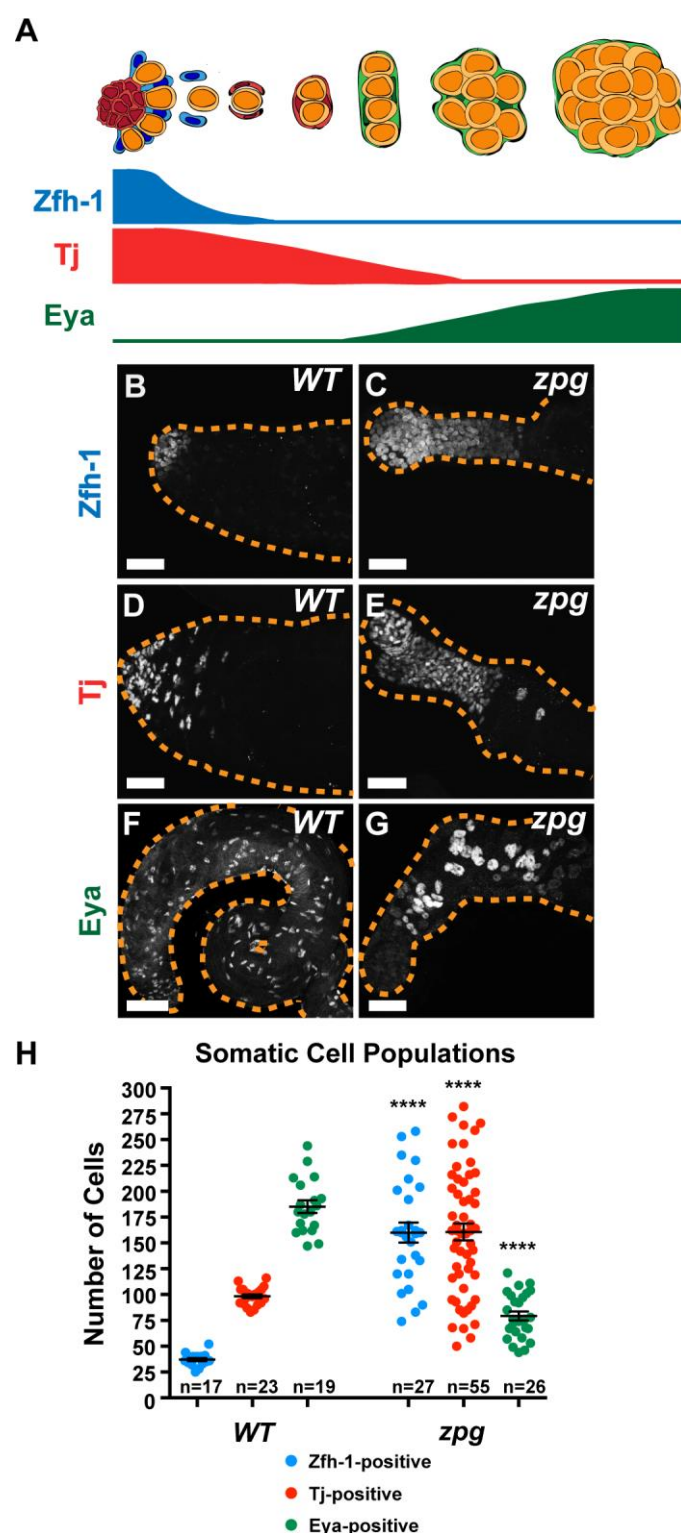 A
Zfh-1
Tj
Eya
B WT C zpg
Zfh-1
D WT E zpg
Tj
F WT G zpg
Eya
H Somatic Cell Populations
Number of Cells
300
275
250
225
200
175
150
125
100
75
50
25
0
**** **** ****
n=17 n=23 n=19 n=27 n=55 n=26
WT zpg
Zfh-1-positive
Tj-positive
Eya-positive